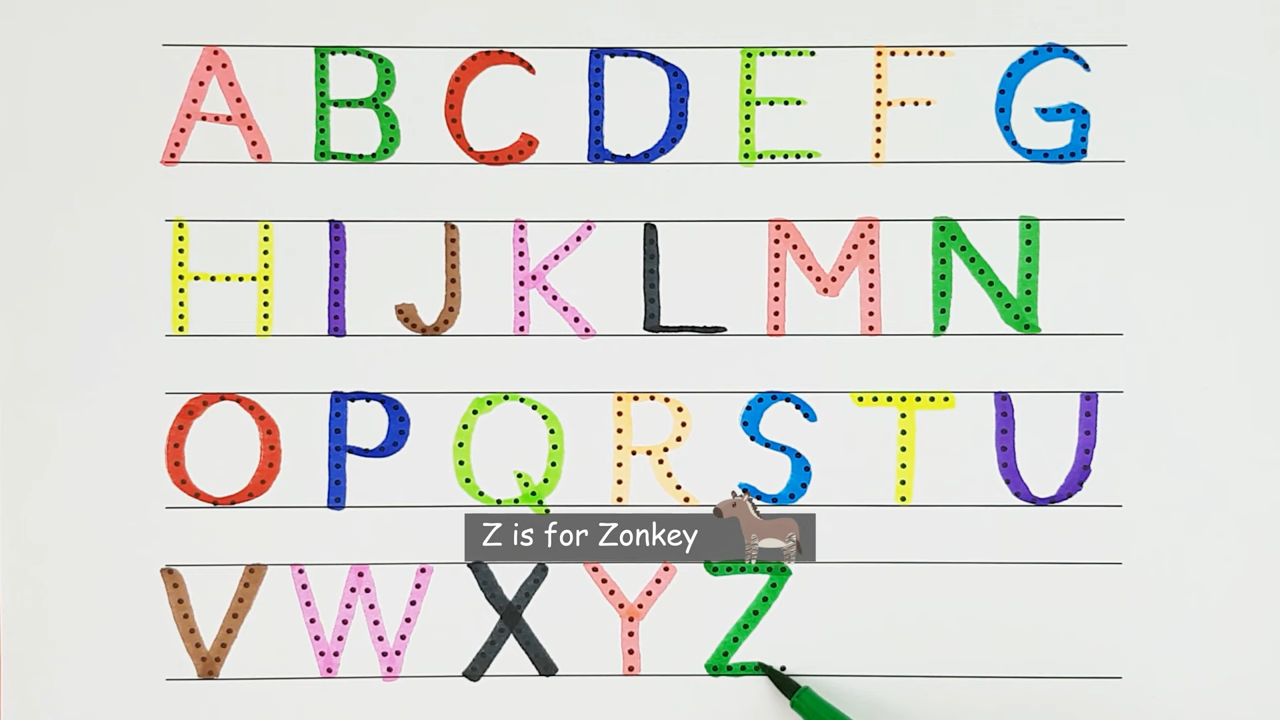 A B C D E F G
H I J K L M N
O P Q R S T U
Z is for Zonkey
V W X Y Z